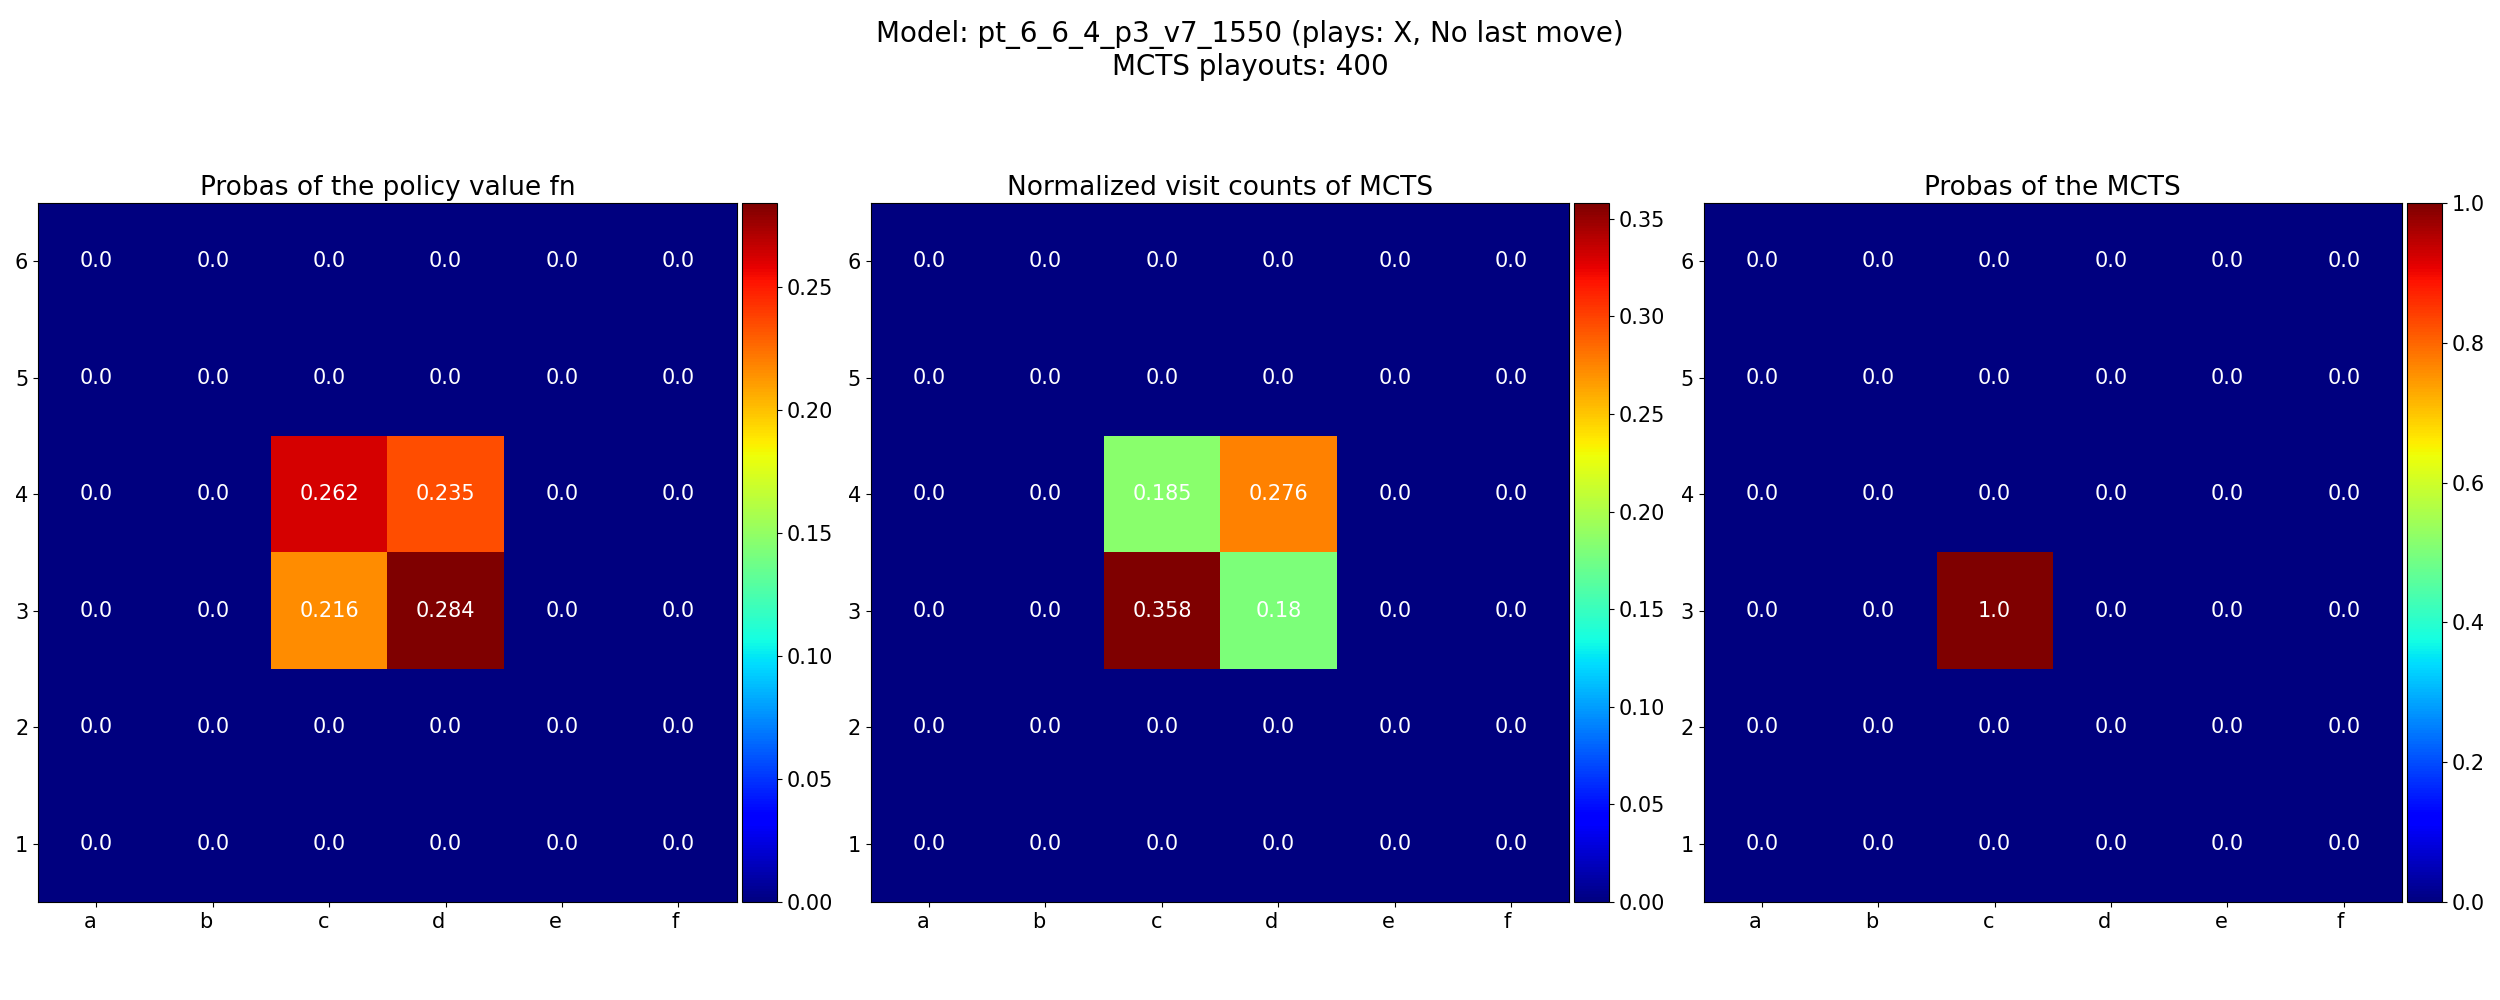 Model: pt_6_6_4_p3_v7_1550 (plays: X, No last move)
MCTS playouts: 400
Probas of the policy value fn
6 0.0 0.0 0.0 0.0 0.0 0.0
5 0.0 0.0 0.0 0.0 0.0 0.0
4 0.0 0.0 0.262 0.235 0.0 0.0
3 0.0 0.0 0.216 0.284 0.0 0.0
2 0.0 0.0 0.0 0.0 0.0 0.0
1 0.0 0.0 0.0 0.0 0.0 0.0
a b c d e f
0.25
0.20
0.15
0.10
0.05
0.00
Normalized visit counts of MCTS
6 0.0 0.0 0.0 0.0 0.0 0.0
5 0.0 0.0 0.0 0.0 0.0 0.0
4 0.0 0.0 0.185 0.276 0.0 0.0
3 0.0 0.0 0.358 0.18 0.0 0.0
2 0.0 0.0 0.0 0.0 0.0 0.0
1 0.0 0.0 0.0 0.0 0.0 0.0
a b c d e f
0.35
0.30
0.25
0.20
0.15
0.10
0.05
0.00
Probas of the MCTS
6 0.0 0.0 0.0 0.0 0.0 0.0
5 0.0 0.0 0.0 0.0 0.0 0.0
4 0.0 0.0 0.0 0.0 0.0 0.0
3 0.0 0.0 1.0 0.0 0.0 0.0
2 0.0 0.0 0.0 0.0 0.0 0.0
1 0.0 0.0 0.0 0.0 0.0 0.0
a b c d e f
1.0
0.8
0.6
0.4
0.2
0.0